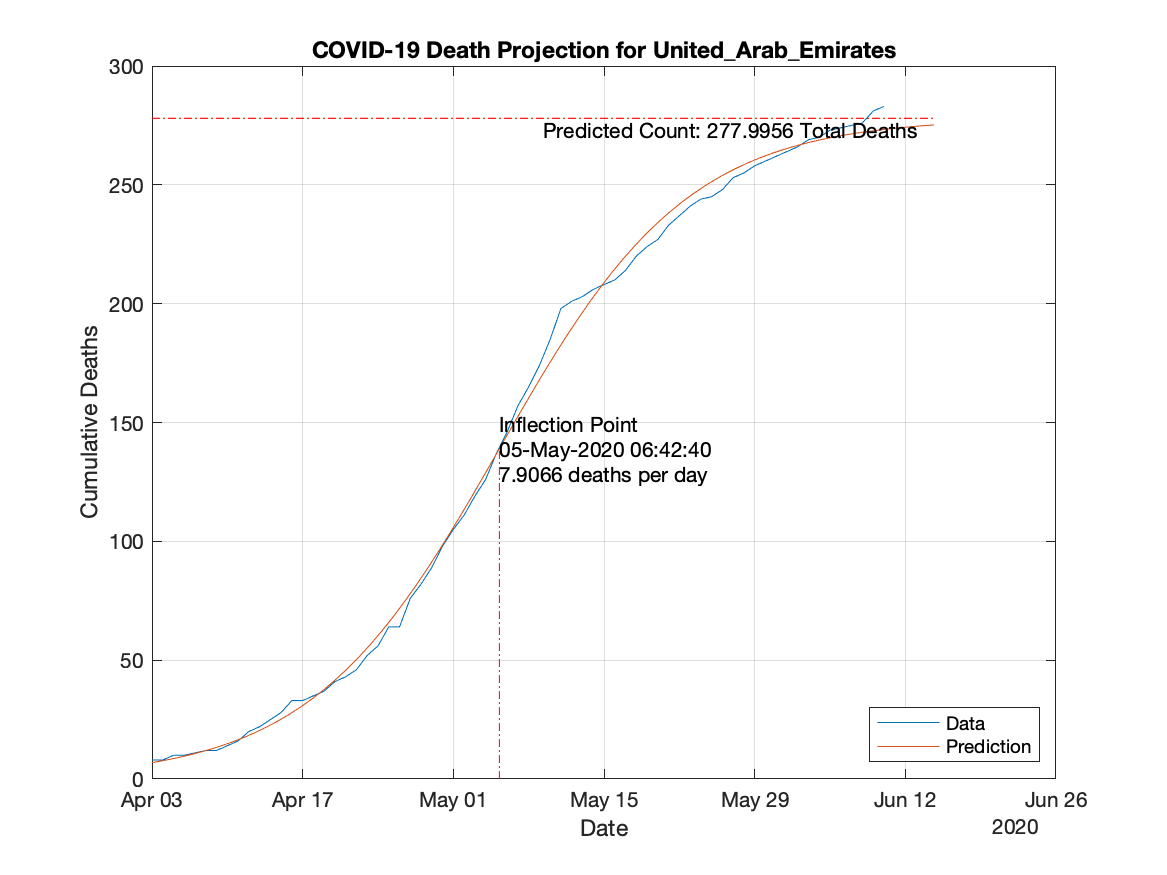 COVID-19 Death Projection for United_Arab_Emirates
300
Predicted Count: 277.9956 Total Deaths
250
200
150
Inflection Point
05-May-2020 06:42:40
7.9066 deaths per day
100
50
0
Cumulative Deaths
Data
Prediction
Apr 03 Apr 17 May 01 May 15 May 29 Jun 12 Jun 26
Date
2020